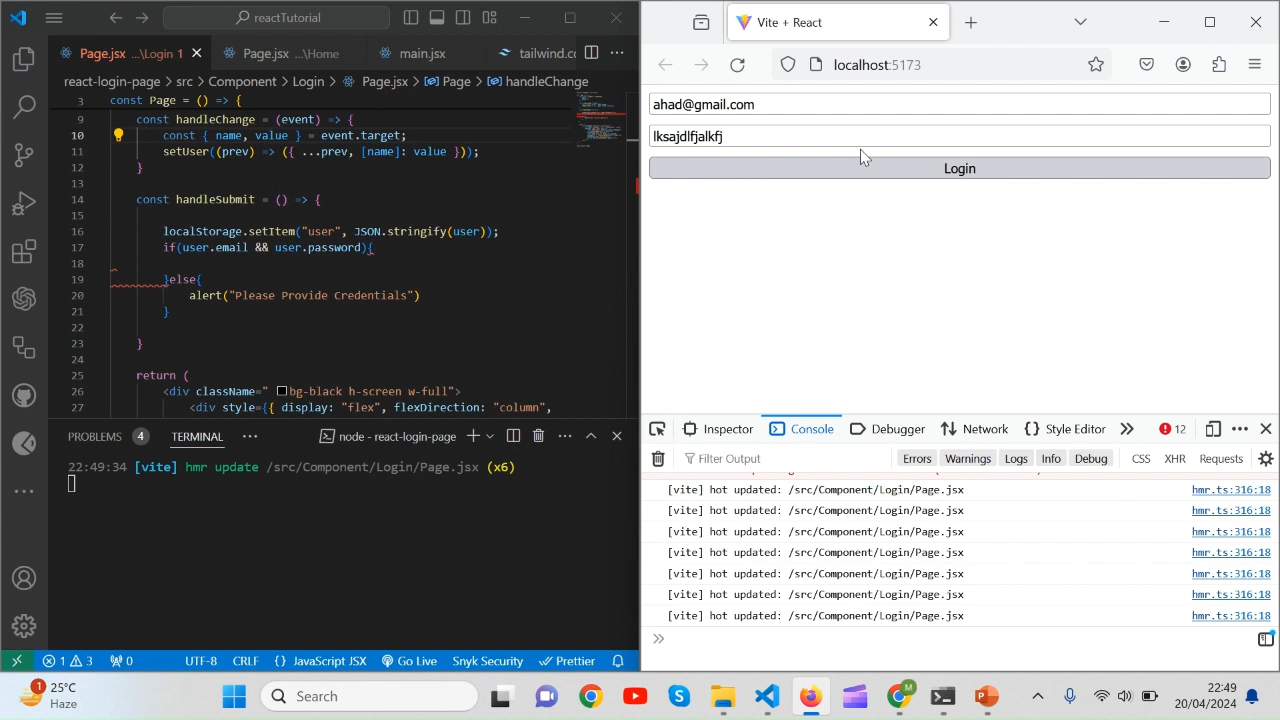 reactTutorial
Page.jsx ...\Login 1
Page.jsx ...\Home
main.jsx
tailwind.co
react-login-page > src > Component > Login > Page.jsx > Page > handleChange
3 const Page = () => {
9 const handleChange = (event) => {
10 const { name, value } = event.target;
11 setUser((prev) => ({ ...prev, [name]: value }));
12 }
13
14 const handleSubmit = () => {
15
16 localStorage.setItem("user", JSON.stringify(user));
17 if(user.email && user.password){
18
19 }else{
20 alert("Please Provide Credentials")
21 }
22
23 }
24
25 return (
26 <div className=" bg-black h-screen w-full">
27 <div style={{ display: "flex", flexDirection: "column",
PROBLEMS 4 TERMINAL ... node - react-login-page
22:49:34 [vite] hmr update /src/Component/Login/Page.jsx (x6)
1 3 0 UTF-8 CRLF {} JavaScript JSX Go Live Snyk Security Prettier
Vite + React
localhost:5173
ahad@gmail.com
lksajdlfjalkfj
Login
Inspector Console Debugger Network Style Editor 12
Filter Output Errors Warnings Logs Info Debug CSS XHR Requests
[vite] hot updated: /src/Component/Login/Page.jsx hmr.ts:316:18
[vite] hot updated: /src/Component/Login/Page.jsx hmr.ts:316:18
[vite] hot updated: /src/Component/Login/Page.jsx hmr.ts:316:18
[vite] hot updated: /src/Component/Login/Page.jsx hmr.ts:316:18
[vite] hot updated: /src/Component/Login/Page.jsx hmr.ts:316:18
[vite] hot updated: /src/Component/Login/Page.jsx hmr.ts:316:18
[vite] hot updated: /src/Component/Login/Page.jsx hmr.ts:316:18
1
25°C
Haze
Search
M
22:49
20/04/2024